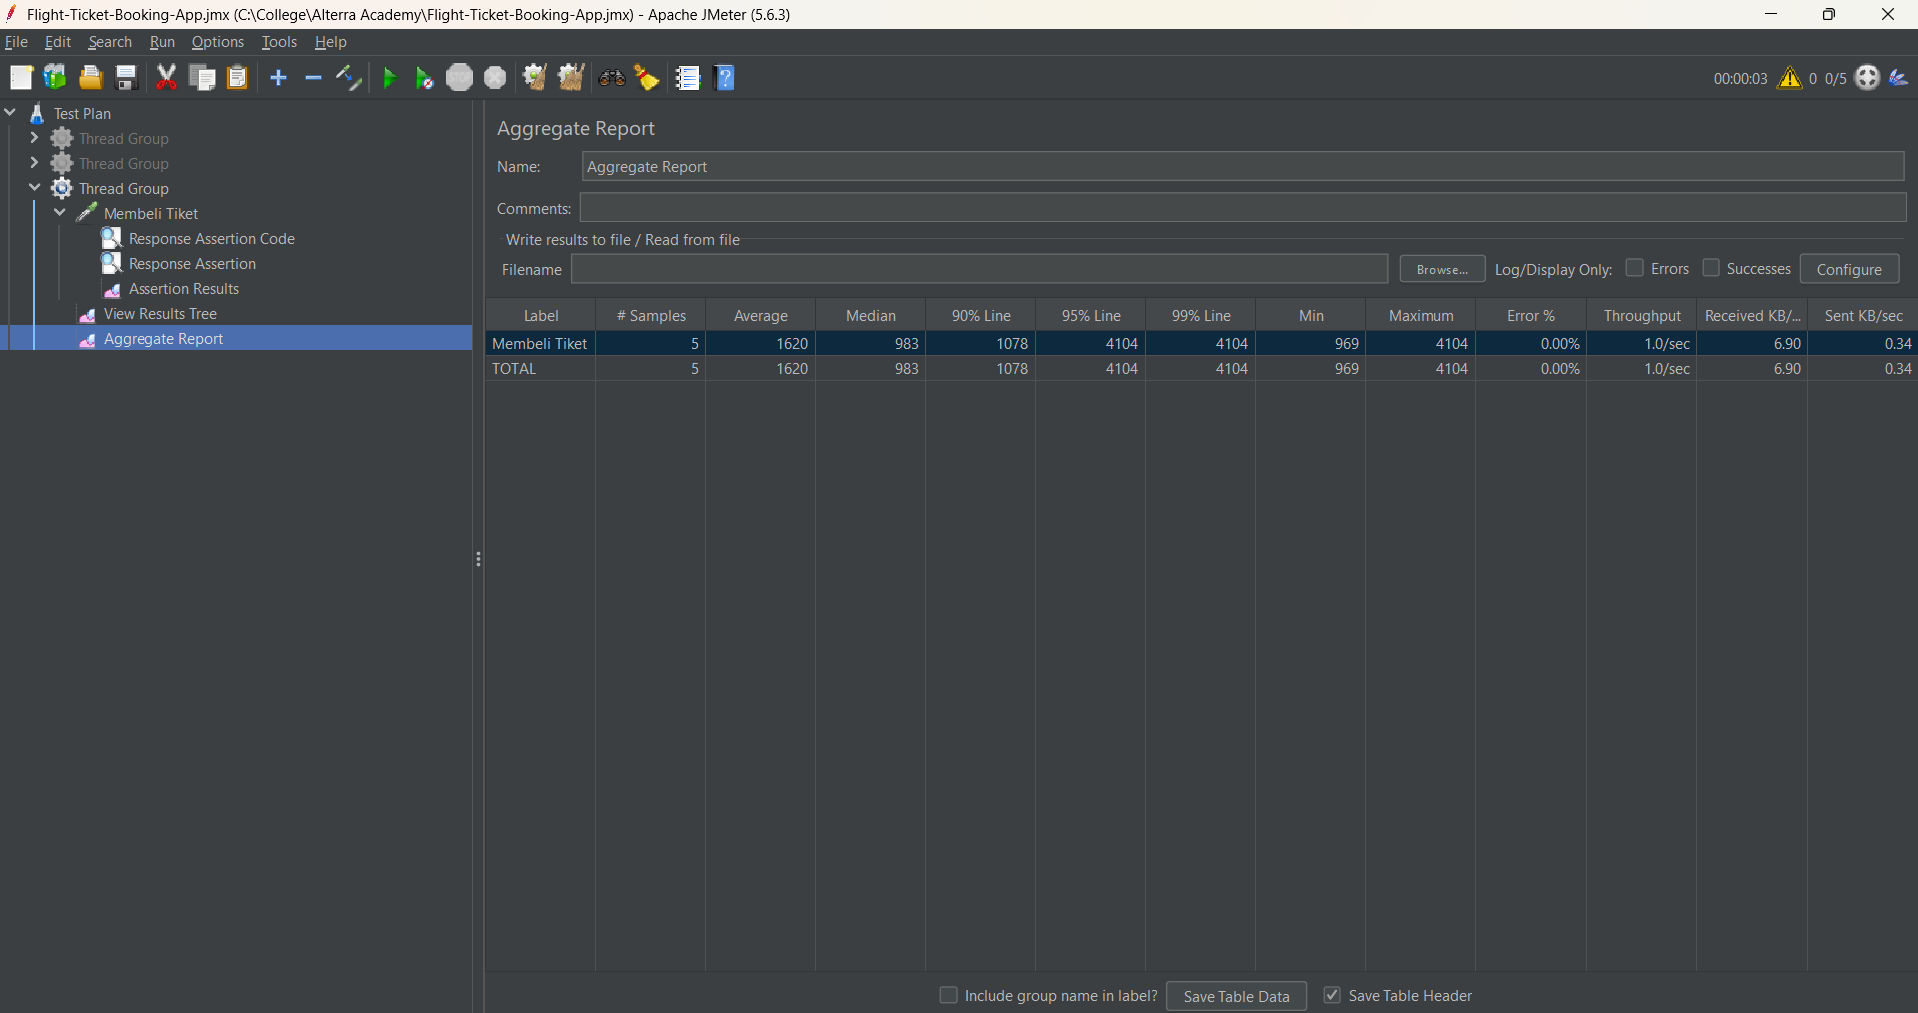 Flight-Ticket-Booking-App.jmx (C:\College\Alterra Academy\Flight-Ticket-Booking-App.jmx) - Apache JMeter (5.6.3)
File Edit Search Run Options Tools Help
STOP 00:00:03 0 0/5
Test Plan
Thread Group
Thread Group
Thread Group
Membeli Tiket
Response Assertion Code
Response Assertion
Assertion Results
View Results Tree
Aggregate Report
Aggregate Report
Name: Aggregate Report
Comments:
Write results to file / Read from file
Filename Browse... Log/Display Only: Errors Successes Configure
Label # Samples Average Median 90% Line 95% Line 99% Line Min Maximum Error % Throughput Received KB/... Sent KB/sec
Membeli Tiket 5 1620 983 1078 4104 4104 969 4104 0.00% 1.0/sec 6.90 0.34
TOTAL 5 1620 983 1078 4104 4104 969 4104 0.00% 1.0/sec 6.90 0.34
Include group name in label? Save Table Data Save Table Header